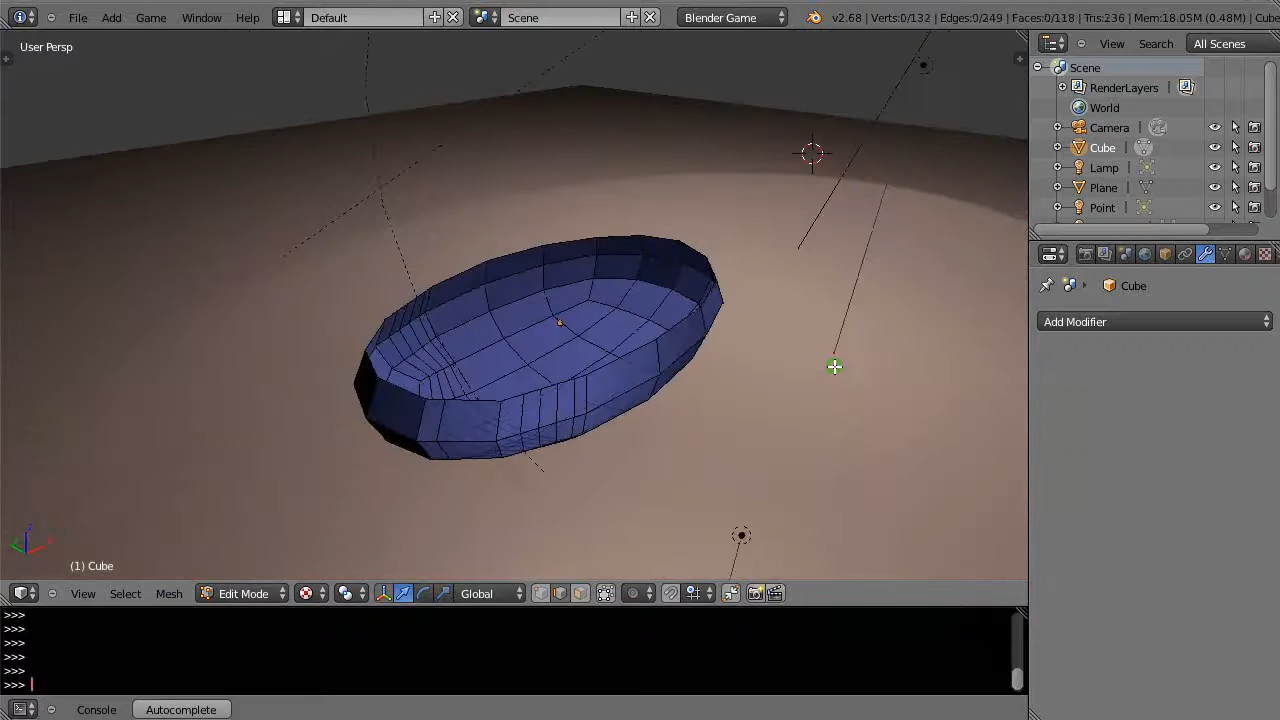 File Add Game Window Help Default Scene Blender Game v2.68 | Verts:0/132 | Edges:0/249 | Faces:0/118 | Tris:236 | Mem:18.05M (0.48M) | Cube
User Persp
View Search All Scenes
Scene
RenderLayers
World
Camera
Cube
Lamp
Plane
Point
Cube
Add Modifier
(1) Cube
View Select Mesh Edit Mode Global
>>>
>>>
>>>
>>>
>>>
>>>
Console Autocomplete